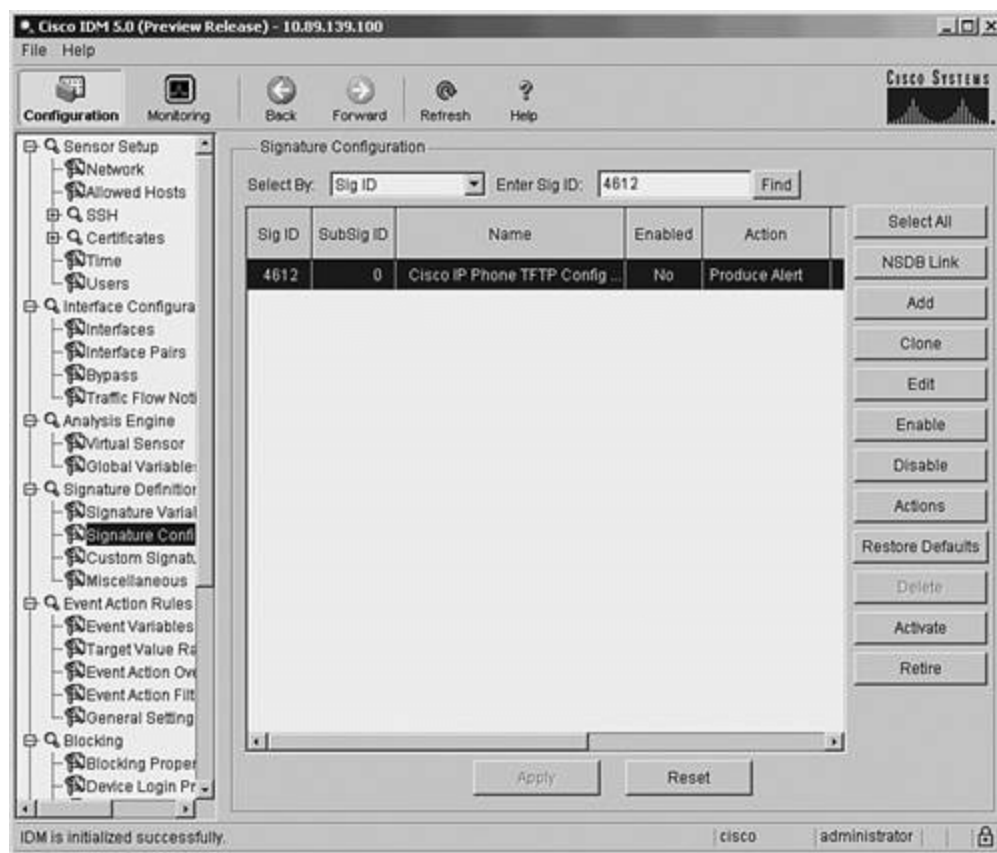 Cisco IDM 5.0 (Preview Release) - 10.89.139.100
File Help
Configuration Monitoring Back Forward Refresh Help
CISCO SYSTEMS
Sensor Setup
Network
Allowed Hosts
SSH
Certificates
Time
Users
Interface Configura
Interfaces
Interface Pairs
Bypass
Traffic Flow Noti
Analysis Engine
Virtual Sensor
Global Variable
Signature Definition
Signature Varial
Signature Confi
Custom Signatu
Miscellaneous
Event Action Rules
Event Variables
Target Value Ra
Event Action Ove
Event Action Filt
General Setting
Blocking
Blocking Proper
Device Login Pr
Signature Configuration
Select By: Sig ID Enter Sig ID: 4612 Find
Sig ID SubSig ID Name Enabled Action
4612 0 Cisco IP Phone TFTP Config ... No Produce Alert
Select All
NSDB Link
Add
Clone
Edit
Enable
Disable
Actions
Restore Defaults
Delete
Activate
Retire
Apply Reset
IDM is initialized successfully. cisco administrator